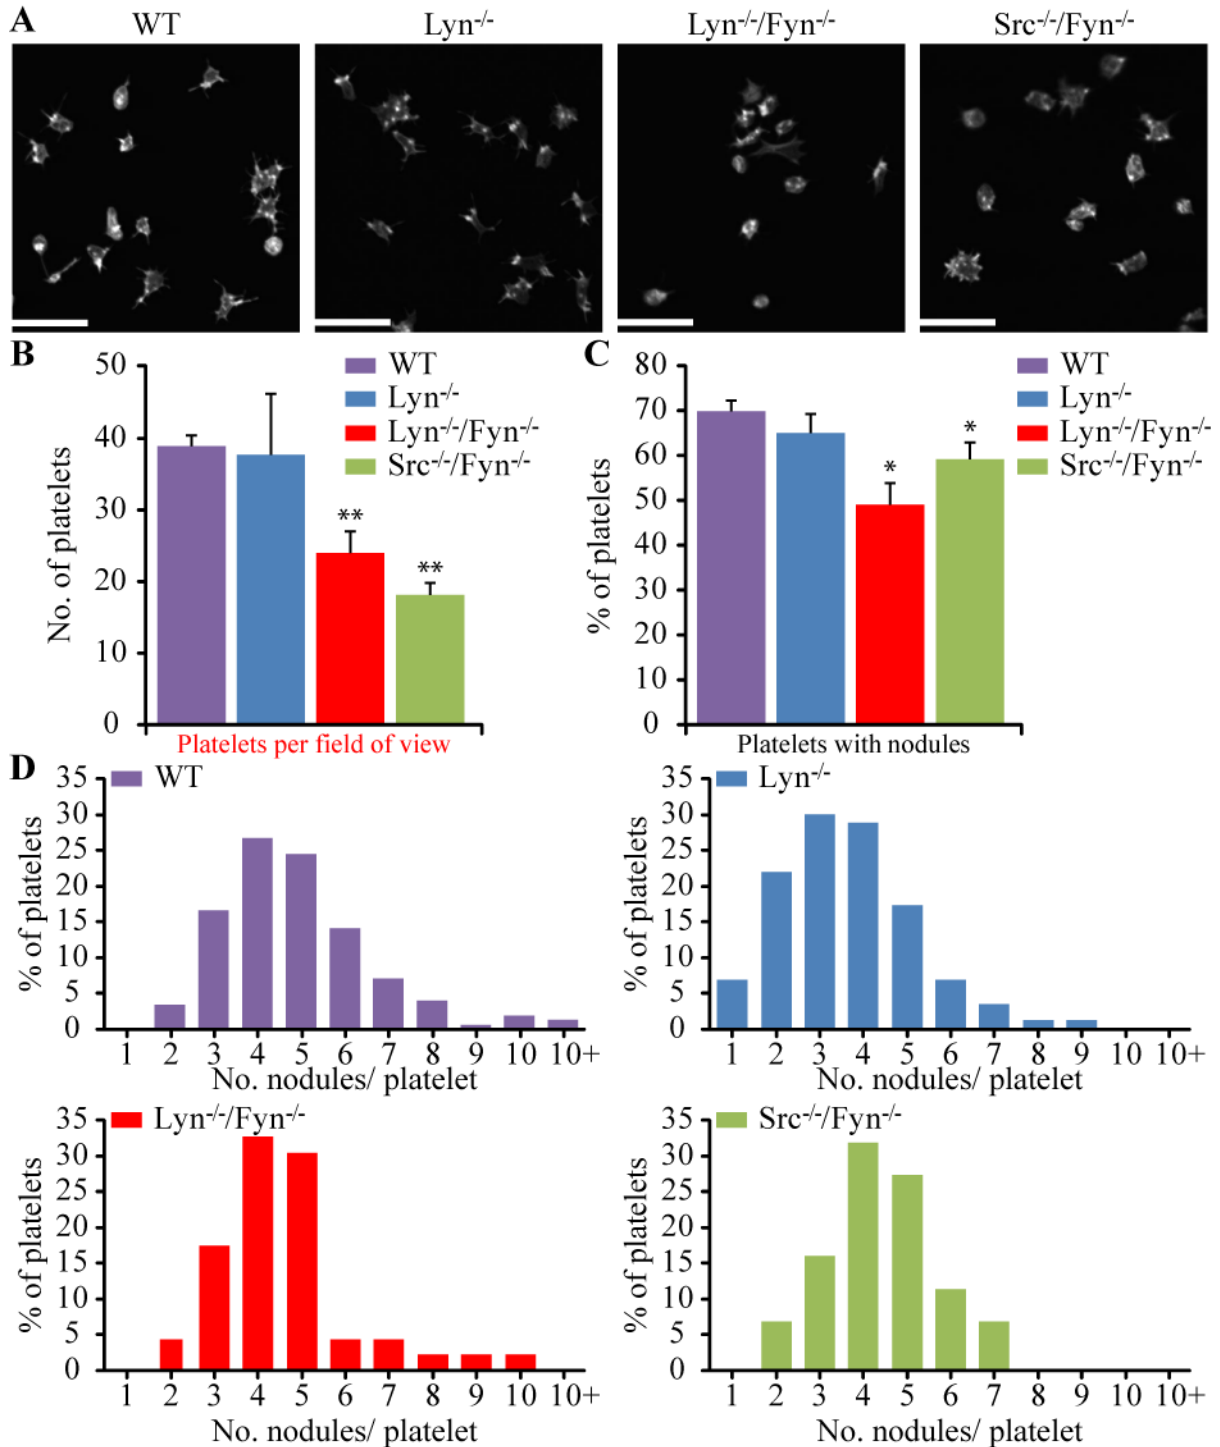 A
WT
Lyn-/-
Lyn-/-/Fyn-/-
Src-/-/Fyn-/-
B
No. of platelets
50
40
30
20
10
0
WT
Lyn-/-
Lyn-/-/Fyn-/-
Src-/-/Fyn-/-
**
**
Platelets per field of view
C
% of platelets
80
70
60
50
40
30
20
10
0
WT
Lyn-/-
Lyn-/-/Fyn-/-
Src-/-/Fyn-/-
*
*
Platelets with nodules
D
WT
% of platelets
35
30
25
20
15
10
5
0
1 2 3 4 5 6 7 8 9 10 10+
No. nodules/ platelet
Lyn-/-
% of platelets
35
30
25
20
15
10
5
0
1 2 3 4 5 6 7 8 9 10 10+
No. nodules/ platelet
Lyn-/-/Fyn-/-
% of platelets
35
30
25
20
15
10
5
0
1 2 3 4 5 6 7 8 9 10 10+
No. nodules/ platelet
Src-/-/Fyn-/-
% of platelets
35
30
25
20
15
10
5
0
1 2 3 4 5 6 7 8 9 10 10+
No. nodules/ platelet